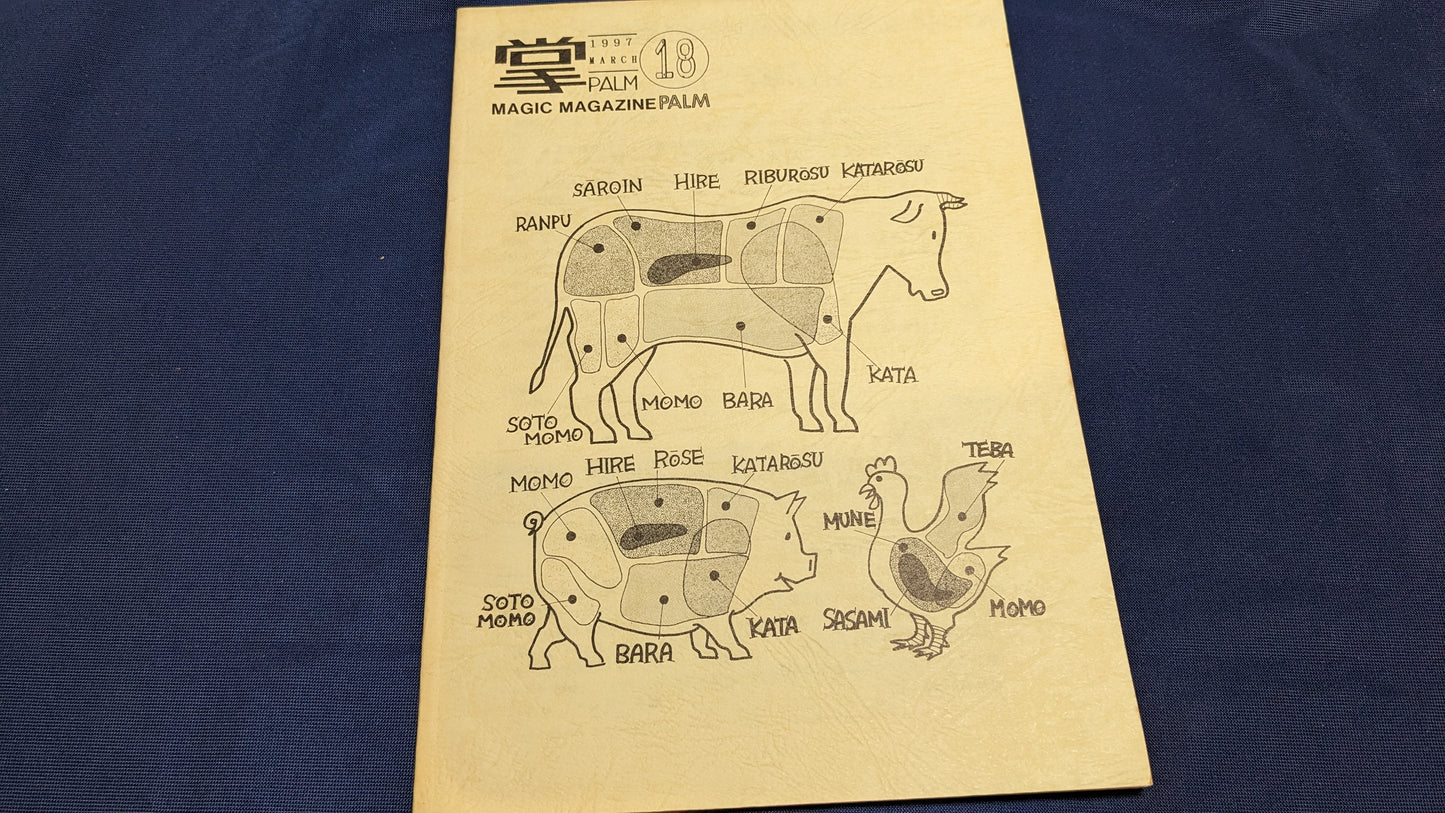 掌
1997
MARCH
PALM
18
MAGIC MAGAZINE PALM
SĀROIN
HIRE
RIBURŌSU
KATARŌSU
RANPU
KATA
MOMO
BARA
SOTO
MOMO
MOMO
HIRE
RŌSE
KATARŌSU
SOTO
MOMO
BARA
KATA
TEBA
MUNE
SASAMI
MOMO